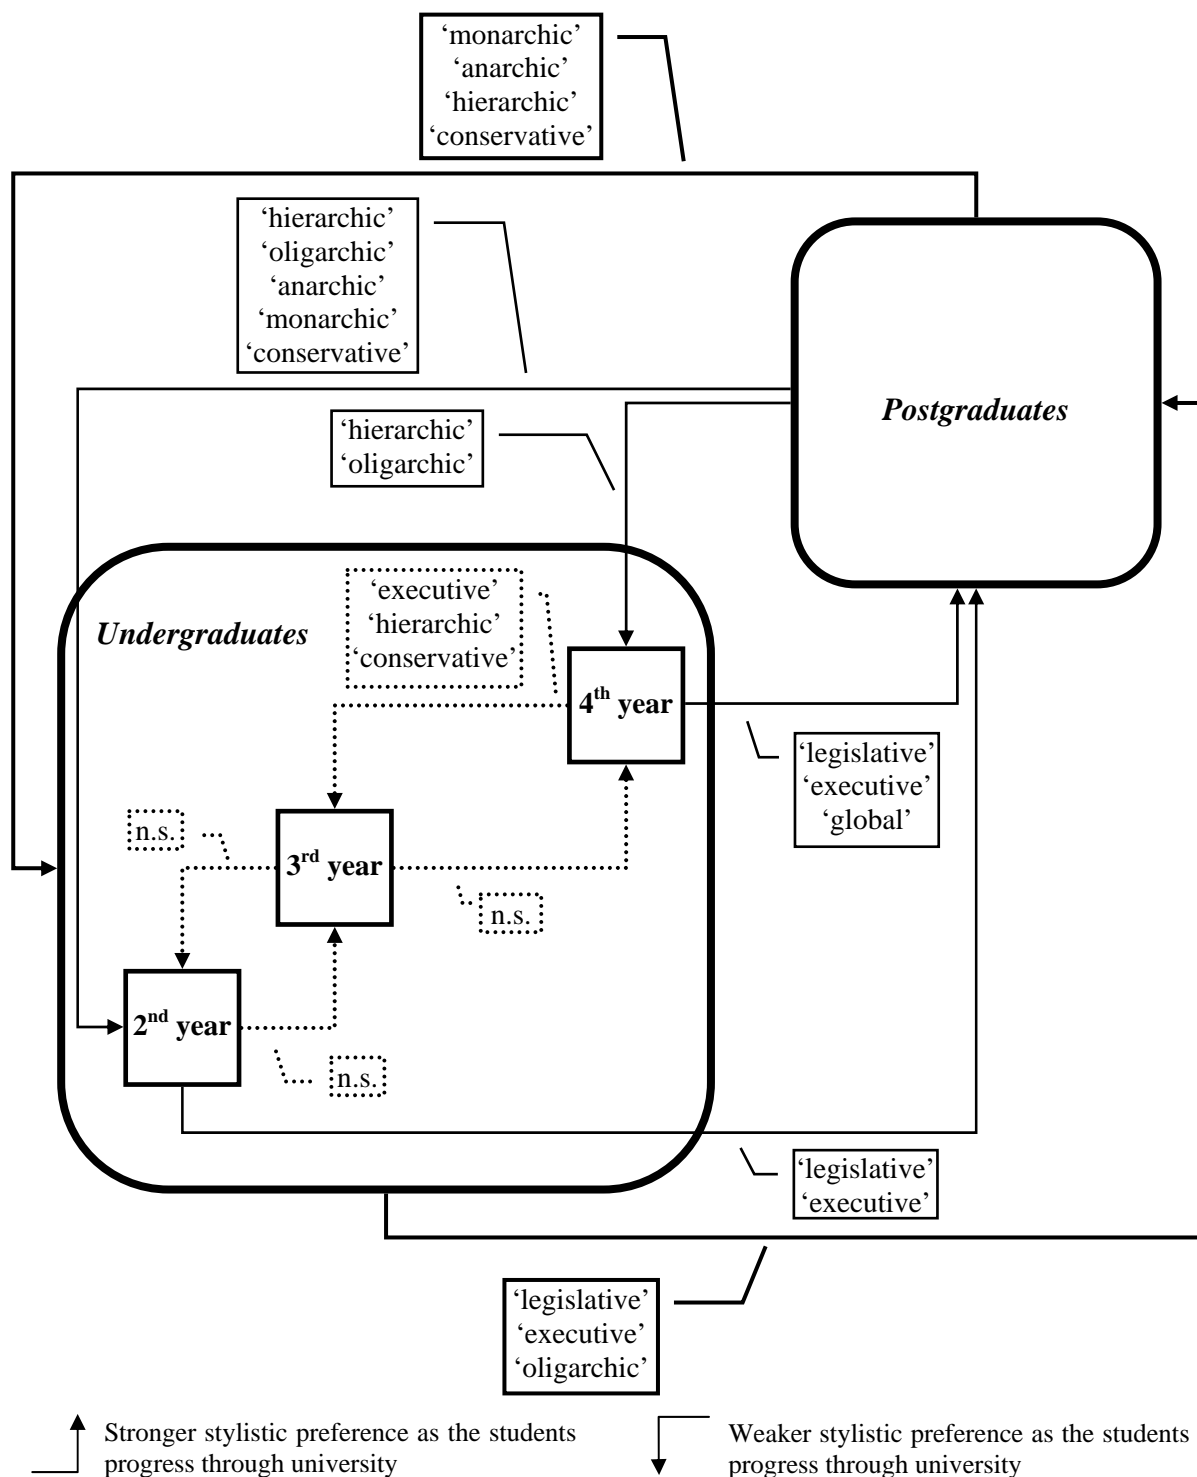 ‘monarchic’
‘anarchic’
‘hierarchic’
‘conservative’
‘hierarchic’
‘oligarchic’
‘anarchic’
‘monarchic’
‘conservative’
Postgraduates
‘hierarchic’
‘oligarchic’
Undergraduates
‘executive’
‘hierarchic’
‘conservative’
4th year
‘legislative’
‘executive’
‘global’
n.s.
3rd year
n.s.
2nd year
n.s.
‘legislative’
‘executive’
‘legislative’
‘executive’
‘oligarchic’
Stronger stylistic preference as the students
progress through university
Weaker stylistic preference as the students
progress through university